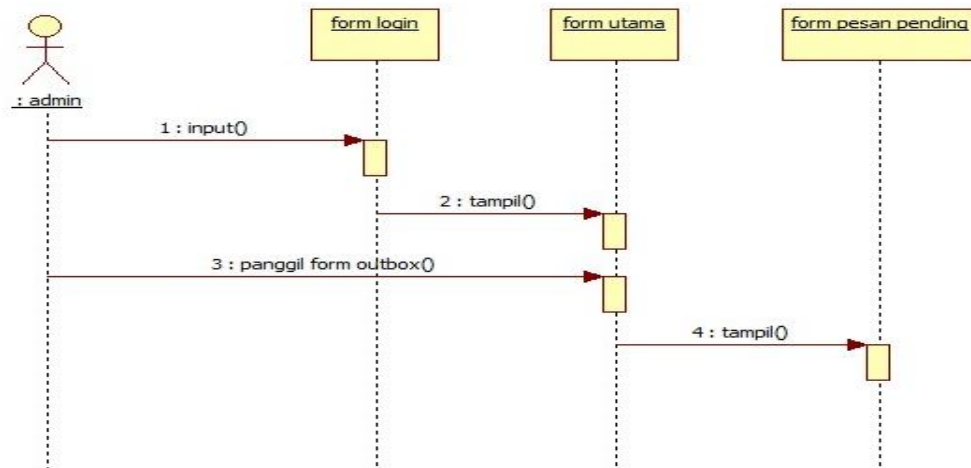 form login
form utama
form pesan pending
: admin
1 : input()
2 : tampil()
3 : panggil form outbox()
4 : tampil()